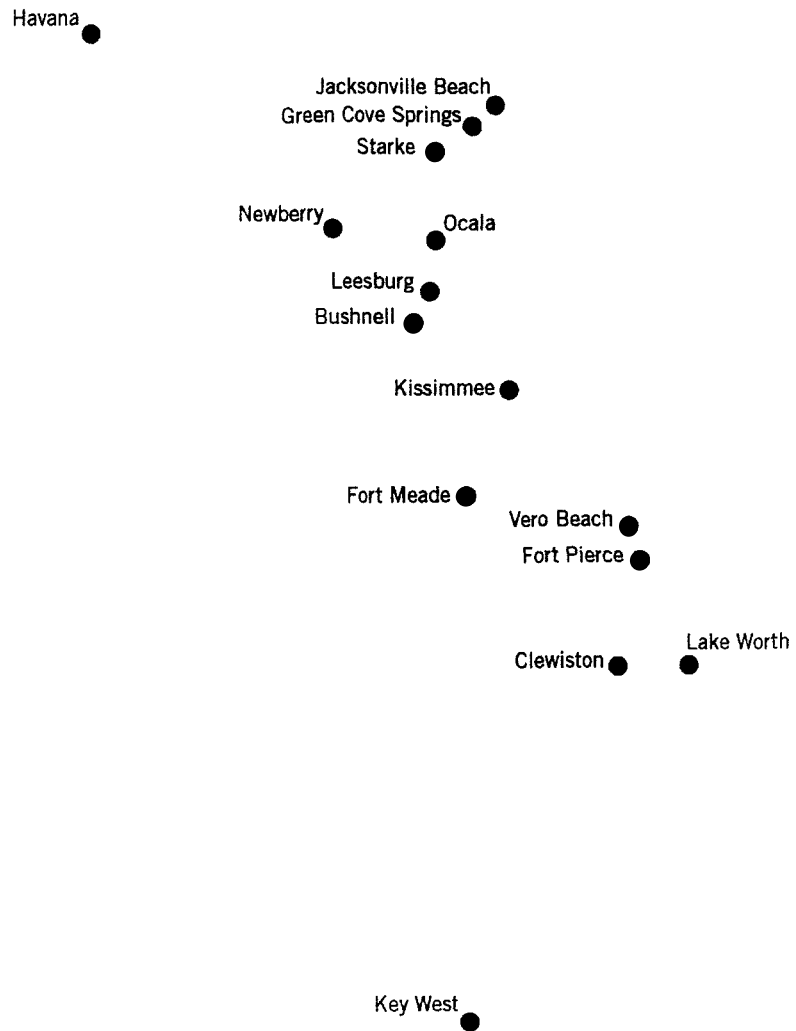 Havana
Jacksonville Beach
Green Cove Springs
Starke
Newberry
Ocala
Leesburg
Bushnell
Kissimmee
Fort Meade
Vero Beach
Fort Pierce
Lake Worth
Clewiston
Key West